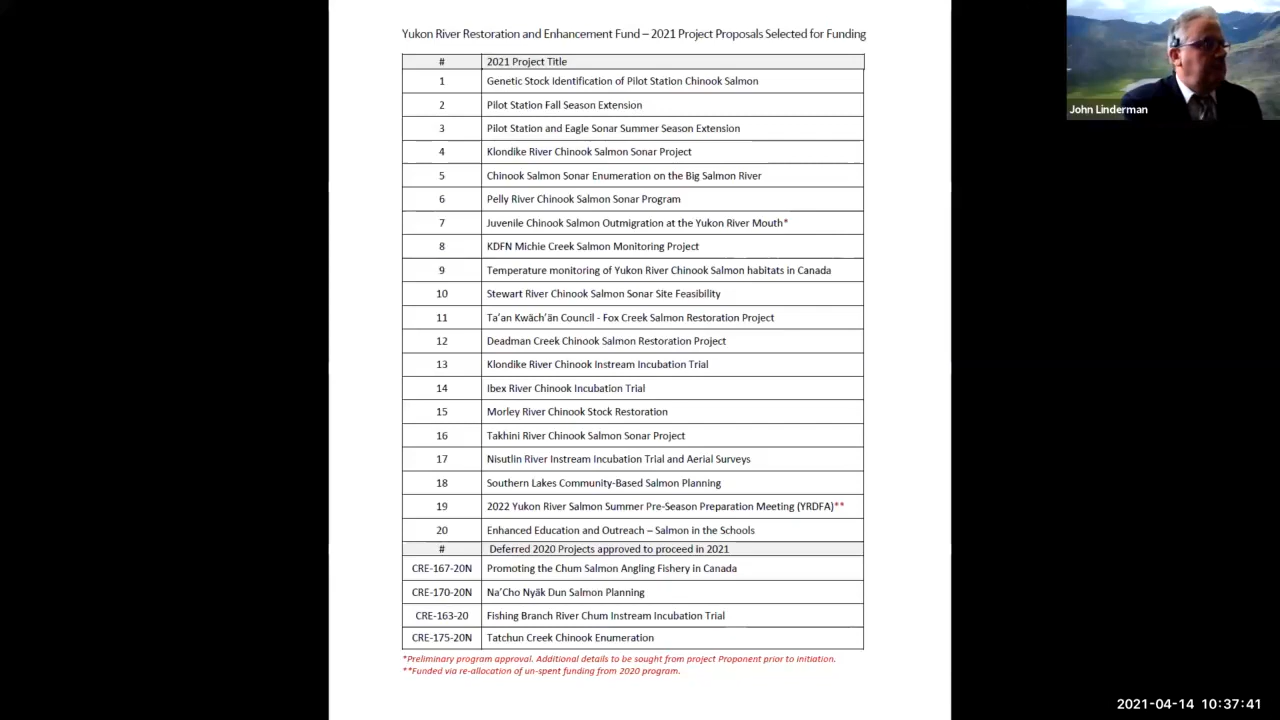 Yukon River Restoration and Enhancement Fund – 2021 Project Proposals Selected for Funding
# 2021 Project Title
1 Genetic Stock Identification of Pilot Station Chinook Salmon
2 Pilot Station Fall Season Extension
3 Pilot Station and Eagle Sonar Summer Season Extension
4 Klondike River Chinook Salmon Sonar Project
5 Chinook Salmon Sonar Enumeration on the Big Salmon River
6 Pelly River Chinook Salmon Sonar Program
7 Juvenile Chinook Salmon Outmigration at the Yukon River Mouth*
8 KDFN Michie Creek Salmon Monitoring Project
9 Temperature monitoring of Yukon River Chinook Salmon habitats in Canada
10 Stewart River Chinook Salmon Sonar Site Feasibility
11 Ta'an Kwäch'än Council - Fox Creek Salmon Restoration Project
12 Deadman Creek Chinook Salmon Restoration Project
13 Klondike River Chinook Instream Incubation Trial
14 Ibex River Chinook Incubation Trial
15 Morley River Chinook Stock Restoration
16 Takhini River Chinook Salmon Sonar Project
17 Nisutlin River Instream Incubation Trial and Aerial Surveys
18 Southern Lakes Community-Based Salmon Planning
19 2022 Yukon River Salmon Summer Pre-Season Preparation Meeting (YRDFA)**
20 Enhanced Education and Outreach – Salmon in the Schools
# Deferred 2020 Projects approved to proceed in 2021
CRE-167-20N Promoting the Chum Salmon Angling Fishery in Canada
CRE-170-20N Na'Cho Nyäk Dun Salmon Planning
CRE-163-20 Fishing Branch River Chum Instream Incubation Trial
CRE-175-20N Tatchun Creek Chinook Enumeration
*Preliminary program approval. Additional details to be sought from project Proponent prior to initiation.
**Funded via re-allocation of un-spent funding from 2020 program.
John Linderman
2021-04-14 10:37:41